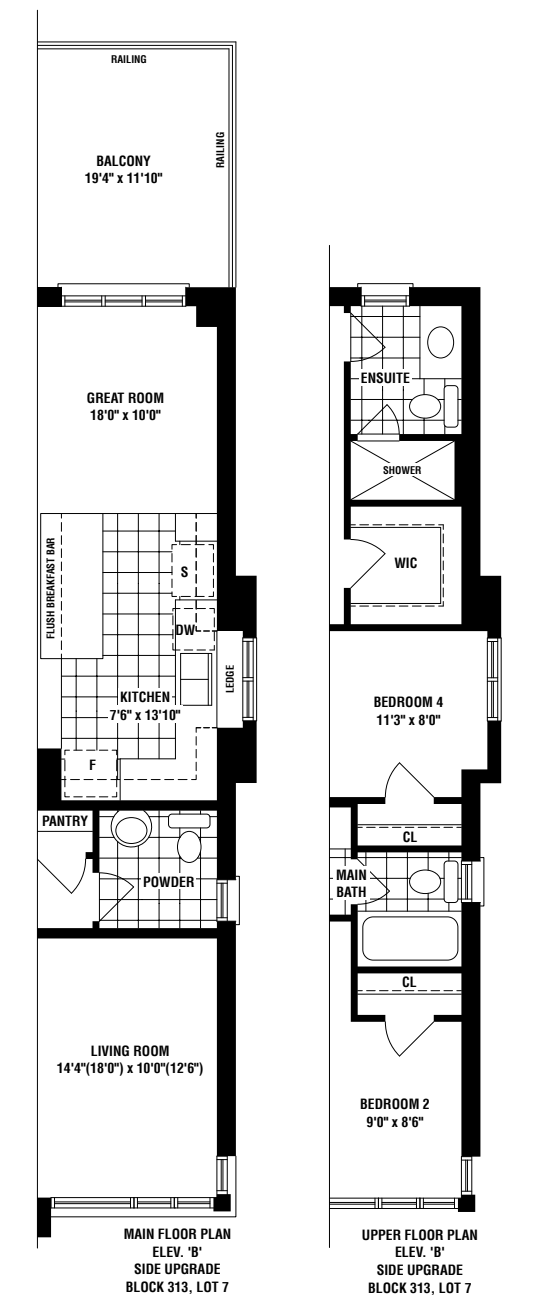 RAILING
RAILING
BALCONY
19'4" x 11'10"
GREAT ROOM
18'0" x 10'0"
FLUSH BREAKFAST BAR
S
DW
LEDGE
KITCHEN
7'6" x 13'10"
F
PANTRY
POWDER
LIVING ROOM
14'4"(18'0") x 10'0"(12'6")
MAIN FLOOR PLAN
ELEV. 'B'
SIDE UPGRADE
BLOCK 313, LOT 7
ENSUITE
SHOWER
WIC
BEDROOM 4
11'3" x 8'0"
CL
MAIN
BATH
CL
BEDROOM 2
9'0" x 8'6"
UPPER FLOOR PLAN
ELEV. 'B'
SIDE UPGRADE
BLOCK 313, LOT 7